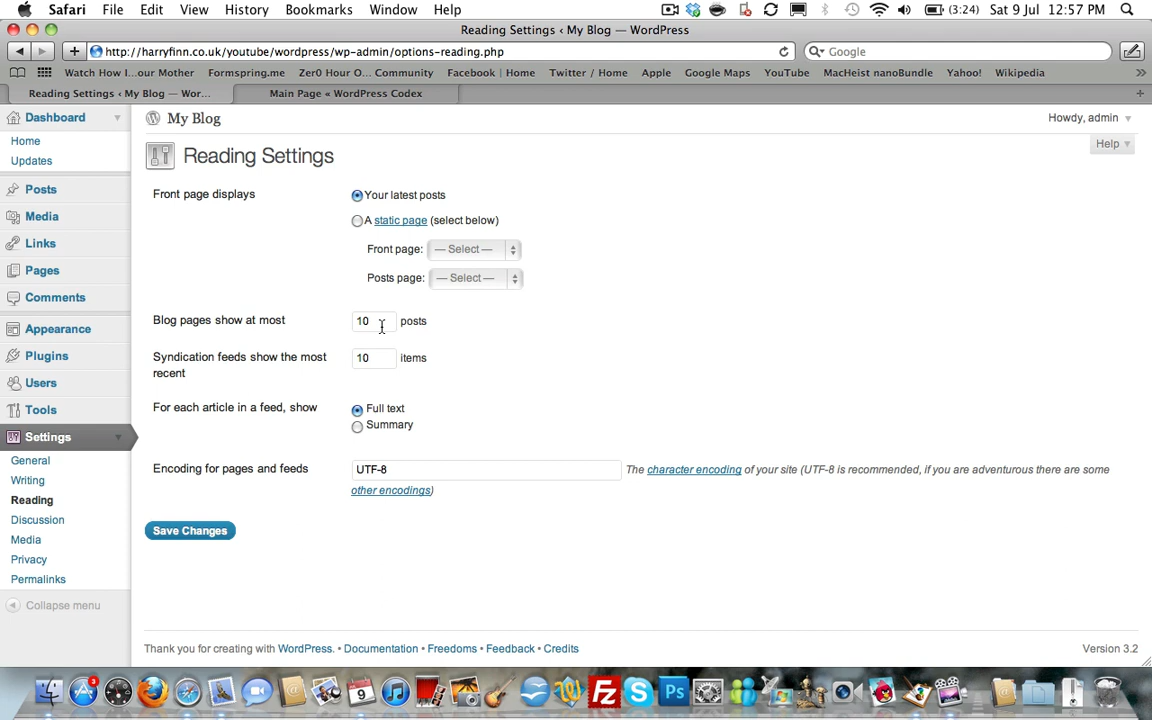 Safari File Edit View History Bookmarks Window Help (3:24) Sat 9 Jul 12:57 PM
Reading Settings ‹ My Blog — WordPress
http://harryfinn.co.uk/youtube/wordpress/wp-admin/options-reading.php Google
Watch How I...our Mother Formspring.me Zer0 Hour O... Community Facebook | Home Twitter / Home Apple Google Maps YouTube MacHeist nanoBundle Yahoo! Wikipedia
Reading Settings ‹ My Blog — Wor... Main Page « WordPress Codex
Dashboard
Home
Updates
Posts
Media
Links
Pages
Comments
Appearance
Plugins
Users
Tools
Settings
General
Writing
Reading
Discussion
Media
Privacy
Permalinks
Collapse menu
My Blog Howdy, admin
Help
Reading Settings
Front page displays Your latest posts
A static page (select below)
Front page: — Select —
Posts page: — Select —
Blog pages show at most 10 posts
Syndication feeds show the most 10 items
recent
For each article in a feed, show Full text
Summary
Encoding for pages and feeds UTF-8 The character encoding of your site (UTF-8 is recommended, if you are adventurous there are some
other encodings)
Save Changes
Thank you for creating with WordPress. • Documentation • Freedoms • Feedback • Credits Version 3.2
3 9 Fz S Ps